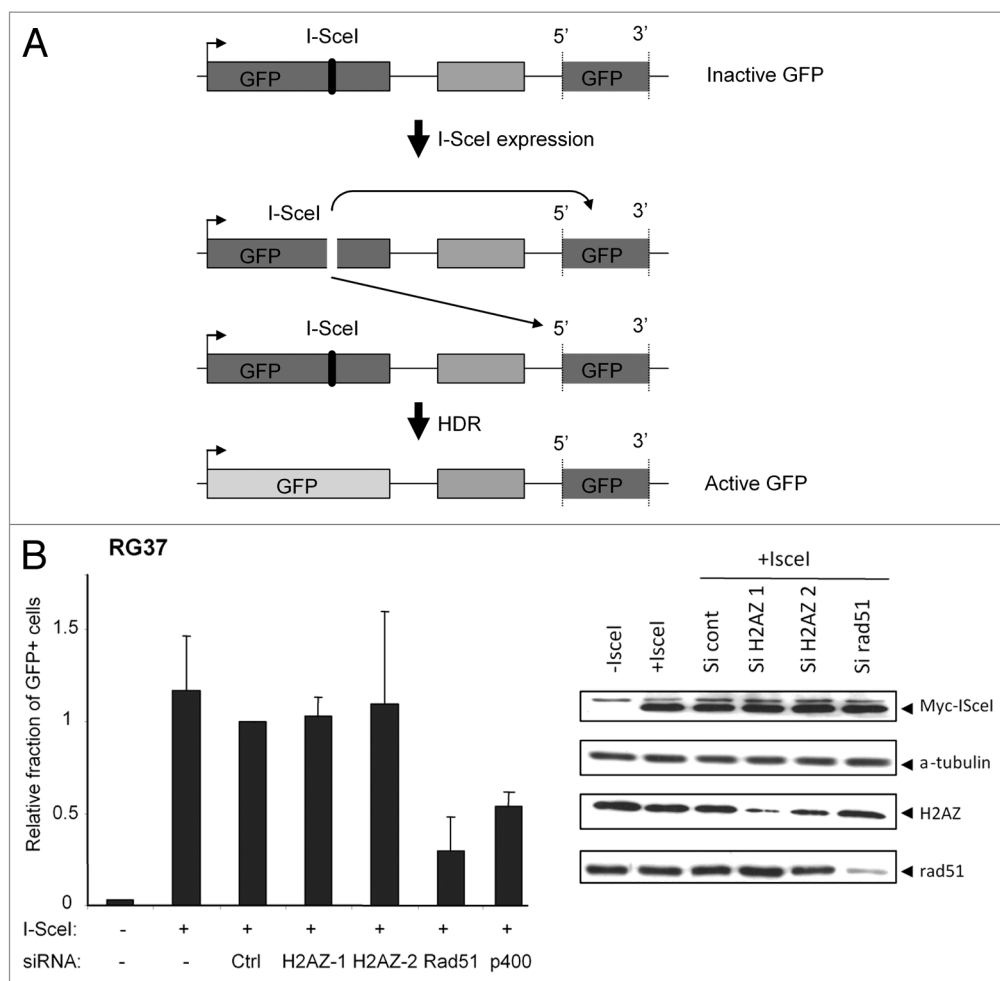 A
I-SceI
5’ 3’
GFP GFP Inactive GFP
I-SceI expression
I-SceI
5’ 3’
GFP GFP
I-SceI
5’ 3’
GFP GFP
HDR
5’ 3’
GFP GFP Active GFP
B
RG37
Relative fraction of GFP+ cells
1.5
1
0.5
0
I-SceI: - + + + + + +
siRNA: - - Ctrl H2AZ-1 H2AZ-2 Rad51 p400
+IsceI
-IsceI
+IsceI
Si cont
Si H2AZ 1
Si H2AZ 2
Si rad51
Myc-ISceI
a-tubulin
H2AZ
rad51